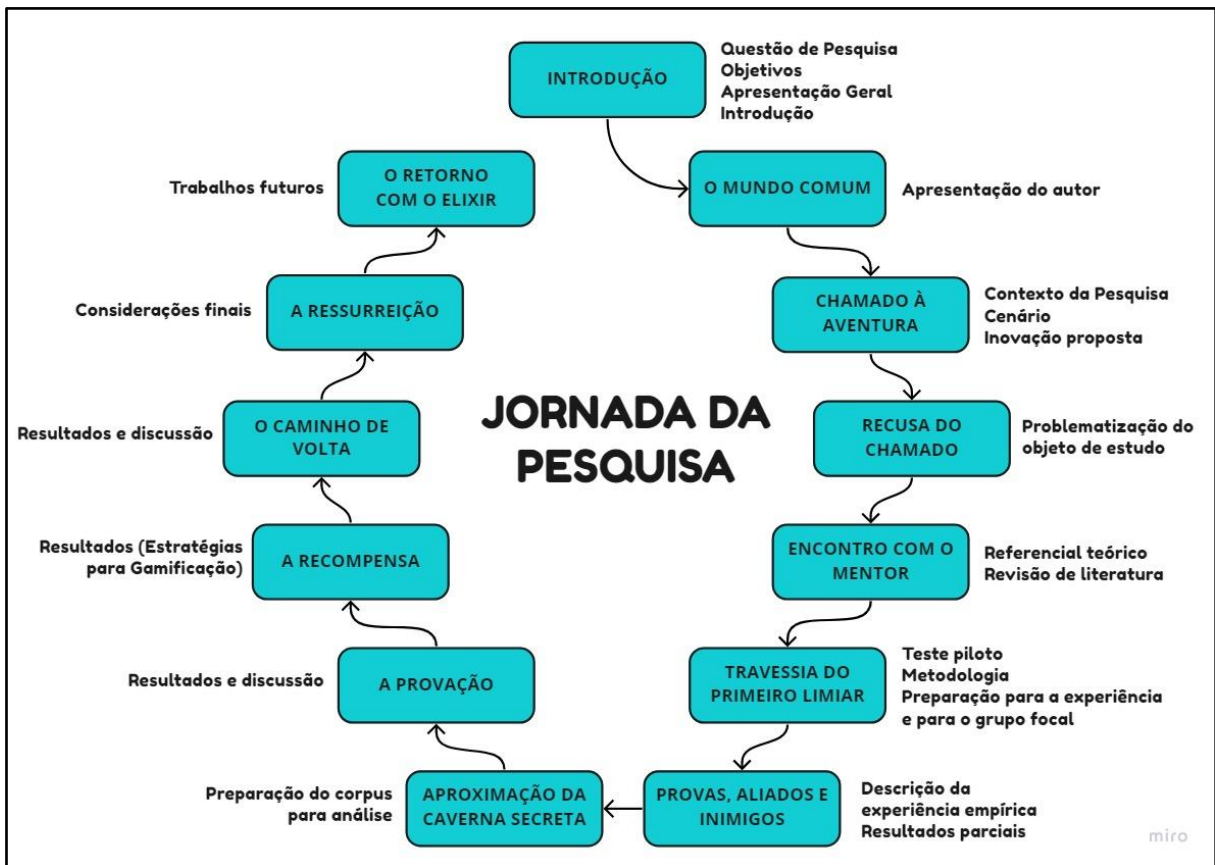 INTRODUÇÃO
Questão de Pesquisa
Objetivos
Apresentação Geral
Introdução
O MUNDO COMUM
Apresentação do autor
CHAMADO À
AVENTURA
Contexto da Pesquisa
Cenário
Inovação proposta
RECUSA DO
CHAMADO
Problematização do
objeto de estudo
ENCONTRO COM O
MENTOR
Referencial teórico
Revisão de literatura
TRAVESSIA DO
PRIMEIRO LIMIAR
Teste piloto
Metodologia
Preparação para a experiência
e para o grupo focal
PROVAS, ALIADOS E
INIMIGOS
Descrição da
experiência empírica
Resultados parciais
APROXIMAÇÃO DA
CAVERNA SECRETA
Preparação do corpus
para análise
A PROVAÇÃO
Resultados e discussão
A RECOMPENSA
Resultados (Estratégias
para Gamificação)
O CAMINHO DE
VOLTA
Resultados e discussão
A RESSURREIÇÃO
Considerações finais
O RETORNO
COM O ELIXIR
Trabalhos futuros
JORNADA DA
PESQUISA
miro